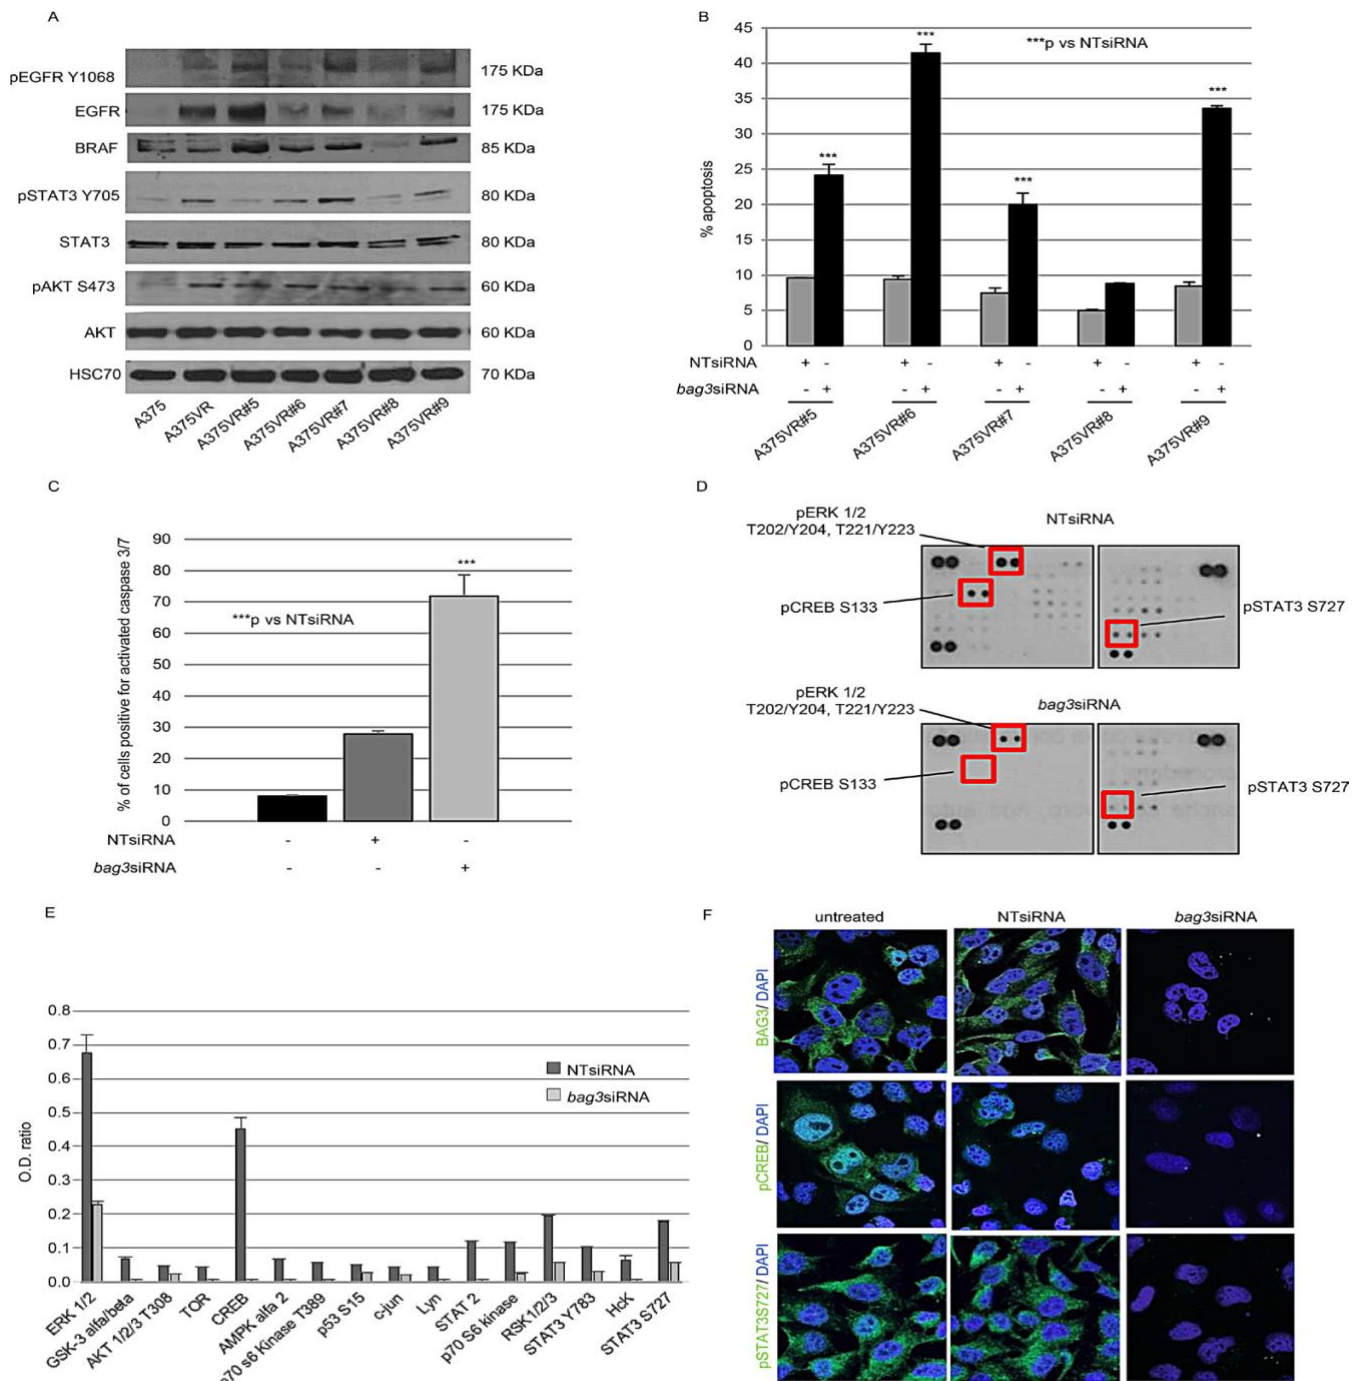 A
pEGFR Y1068
175 KDa
EGFR
175 KDa
BRAF
85 KDa
pSTAT3 Y705
80 KDa
STAT3
80 KDa
pAKT S473
60 KDa
AKT
60 KDa
HSC70
70 KDa
A375
A375VR
A375VR#5
A375VR#6
A375VR#7
A375VR#8
A375VR#9
B
% apoptosis
45
40
35
30
25
20
15
10
5
0
***p vs NTsiRNA
***
***
***
***
NTsiRNA
+ - + - + - + - + -
bag3siRNA
- + - + - + - + - +
A375VR#5
A375VR#6
A375VR#7
A375VR#8
A375VR#9
C
% of cells positive for activated caspase 3/7
90
80
70
60
50
40
30
20
10
0
***p vs NTsiRNA
***
NTsiRNA
- + -
bag3siRNA
- - +
D
pERK 1/2
T202/Y204, T221/Y223
NTsiRNA
pCREB S133
pSTAT3 S727
pERK 1/2
T202/Y204, T221/Y223
bag3siRNA
pCREB S133
pSTAT3 S727
E
O.D. ratio
0.8
0.7
0.6
0.5
0.4
0.3
0.2
0.1
0.0
NTsiRNA
bag3siRNA
ERK 1/2
GSK-3 alfa/beta
AKT 1/2/3 T308
TOR
CREB
AMPK alfa 2
p70 s6 Kinase T389
p53 S15
c-jun
Lyn
STAT 2
p70 S6 kinase
RSK1/2/3
STAT3 Y783
HcK
STAT3 S727
F
untreated
NTsiRNA
bag3siRNA
BAG3/ DAPI
pCREB/ DAPI
pSTAT3S727/ DAPI